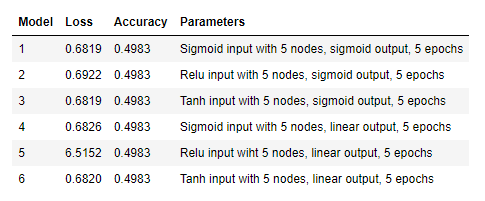 Model Loss Accuracy Parameters
1 0.6819 0.4983 Sigmoid input with 5 nodes, sigmoid output, 5 epochs
2 0.6922 0.4983 Relu input with 5 nodes, sigmoid output, 5 epochs
3 0.6819 0.4983 Tanh input with 5 nodes, sigmoid output, 5 epochs
4 0.6826 0.4983 Sigmoid input with 5 nodes, linear output, 5 epochs
5 6.5152 0.4983 Relu input wiht 5 nodes, linear output, 5 epochs
6 0.6820 0.4983 Tanh input with 5 nodes, linear output, 5 epochs